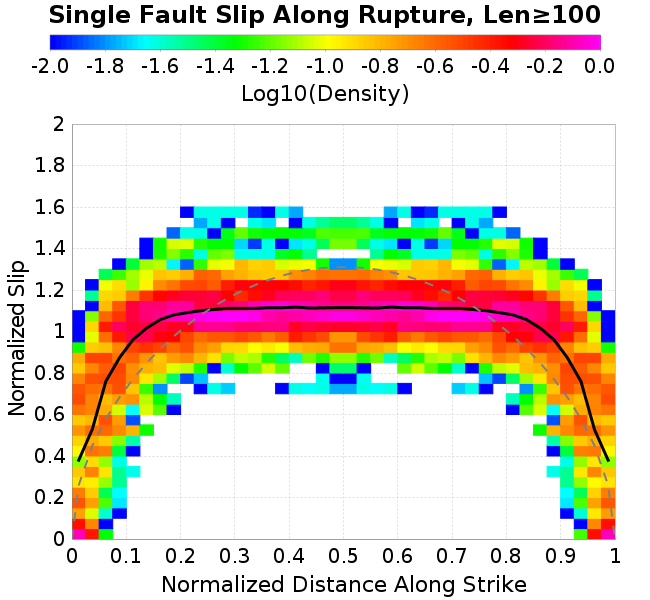 Single Fault Slip Along Rupture, Len≥100
-2.0 -1.8 -1.6 -1.4 -1.2 -1.0 -0.8 -0.6 -0.4 -0.2 0.0
Log10(Density)
Normalized Slip
2
1.8
1.6
1.4
1.2
1
0.8
0.6
0.4
0.2
0
0 0.1 0.2 0.3 0.4 0.5 0.6 0.7 0.8 0.9 1
Normalized Distance Along Strike